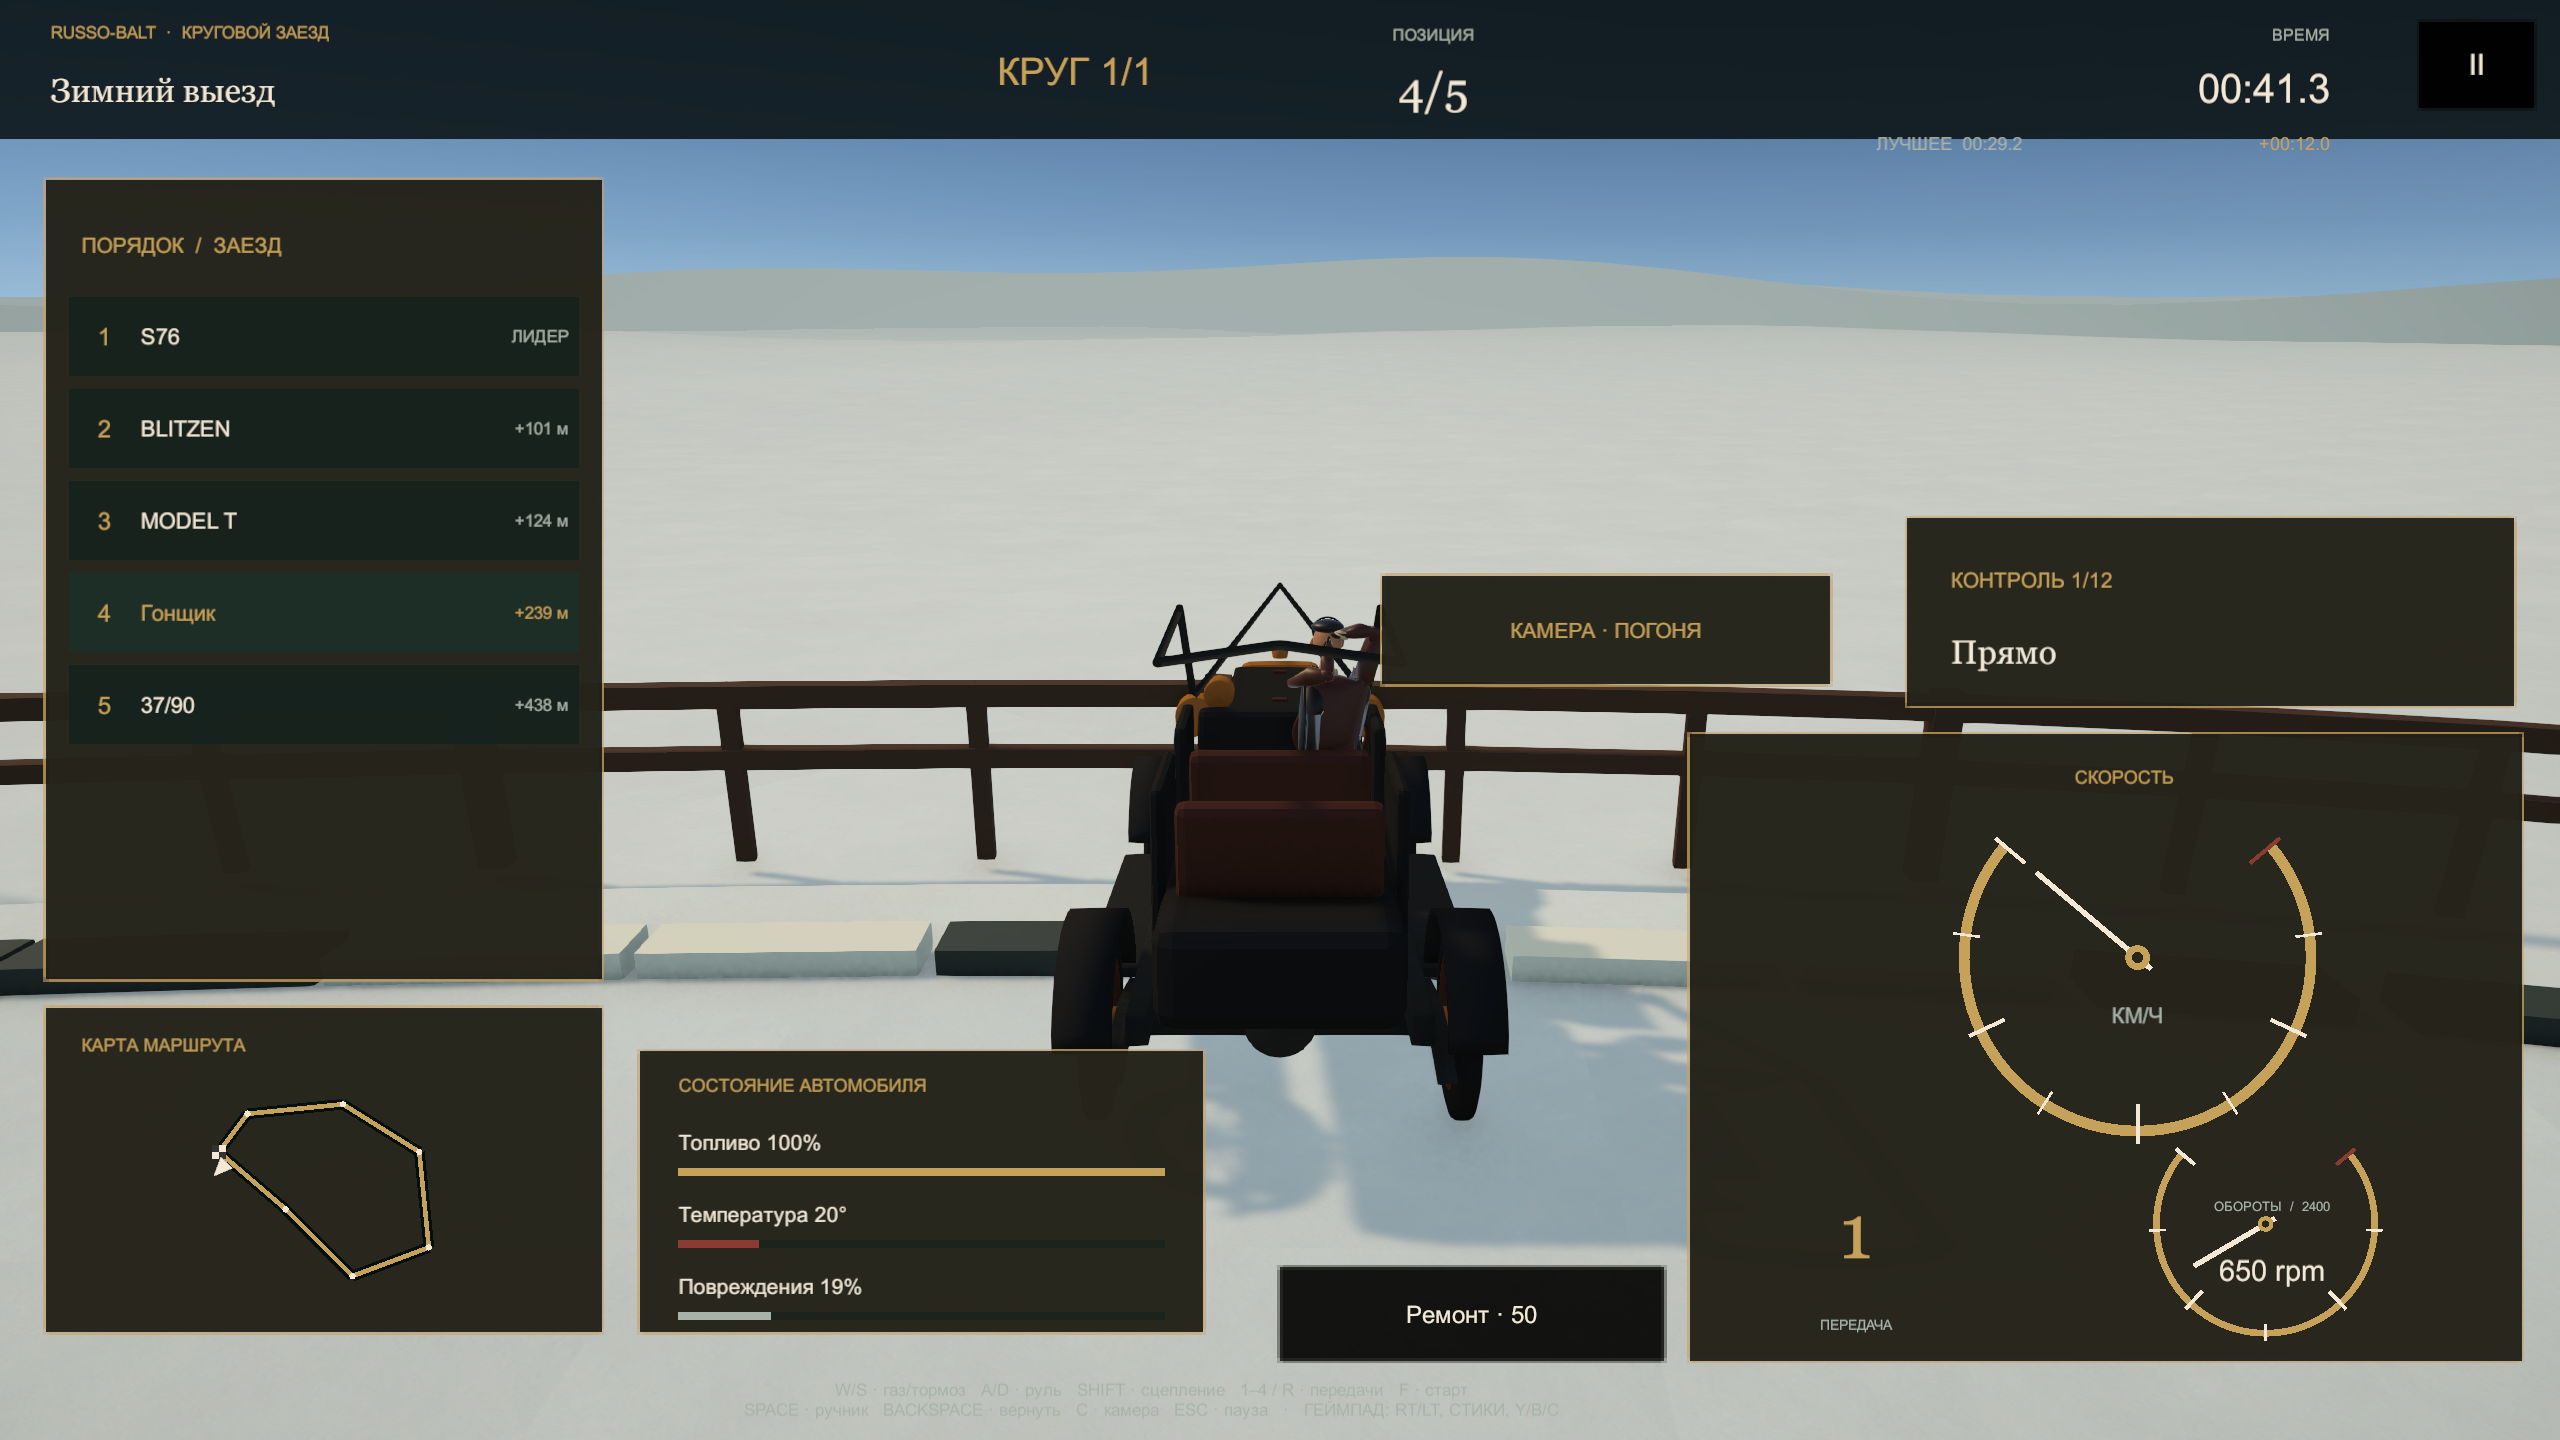 RUSSO-BALT · КРУГОВОЙ ЗАЕЗД
Зимний выезд
КРУГ 1/1
ПОЗИЦИЯ
4/5
ВРЕМЯ
00:41.3
II
ЛУЧШЕЕ 00:29.2
+00:12.0
ПОРЯДОК / ЗАЕЗД
1 S76 ЛИДЕР
2 BLITZEN +101 м
3 MODEL T +124 м
4 Гонщик +239 м
5 37/90 +438 м
КАМЕРА · ПОГОНЯ
КОНТРОЛЬ 1/12
Прямо
СКОРОСТЬ
КМ/Ч
ОБОРОТЫ / 2400
650 rpm
1
ПЕРЕДАЧА
КАРТА МАРШРУТА
СОСТОЯНИЕ АВТОМОБИЛЯ
Топливо 100%
Температура 20°
Повреждения 19%
Ремонт · 50
W/S · газ/тормоз A/D · руль SHIFT · сцепление 1–4 / R · передачи F · старт
SPACE · ручник BACKSPACE · вернуть C · камера ESC · пауза · ГЕЙМПАД: RT/LT, СТИКИ, Y/B/C